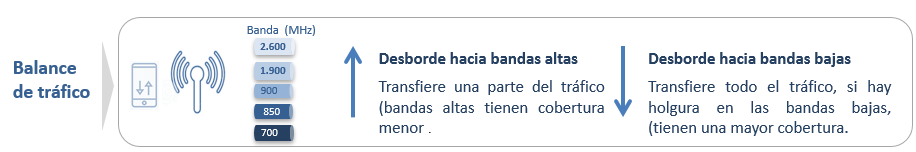 Balance
de tráfico
Banda (MHz)
2.600
1.900
900
850
700
Desborde hacia bandas altas
Transfiere una parte del tráfico
(bandas altas tienen cobertura
menor .
Desborde hacia bandas bajas
Transfiere todo el tráfico, si hay
holgura en las bandas bajas,
(tienen una mayor cobertura.